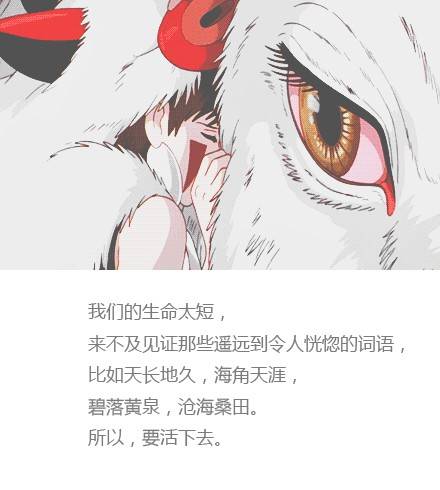 我们的生命太短，
来不及见证那些遥远到令人恍惚的词语，
比如天长地久，海角天涯，
碧落黄泉，沧海桑田。
所以，要活下去。